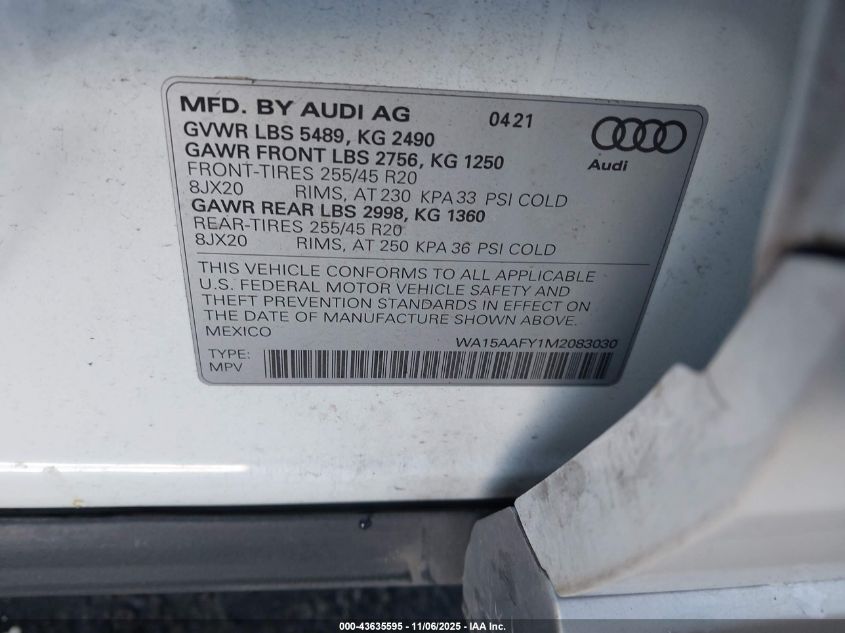 MFD. BY AUDI AG 0421
GVWR LBS 5489, KG 2490
GAWR FRONT LBS 2756, KG 1250
FRONT-TIRES 255/45 R20
8JX20 RIMS, AT 230 KPA 33 PSI COLD
GAWR REAR LBS 2998, KG 1360
REAR-TIRES 255/45 R20
8JX20 RIMS, AT 250 KPA 36 PSI COLD
Audi
THIS VEHICLE CONFORMS TO ALL APPLICABLE
U.S. FEDERAL MOTOR VEHICLE SAFETY AND
THEFT PREVENTION STANDARDS IN EFFECT ON
THE DATE OF MANUFACTURE SHOWN ABOVE.
MEXICO
WA15AAFY1M2083030
TYPE:
MPV
000-43635595 - 11/06/2025 - IAA Inc.